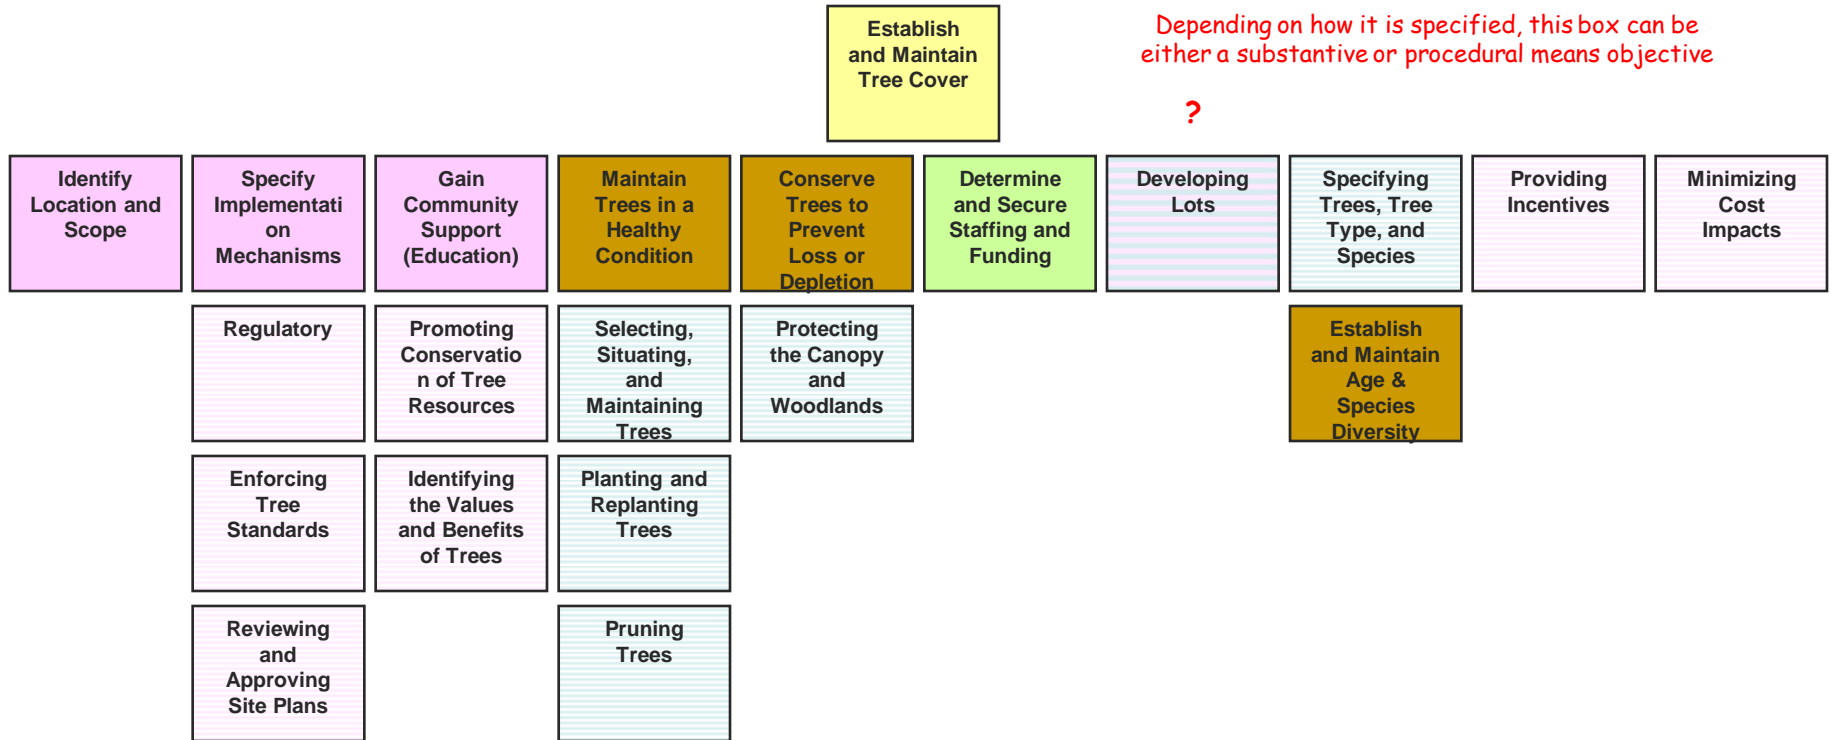 Establish
and Maintain
Tree Cover
Depending on how it is specified, this box can be
either a substantive or procedural means objective
?
Identify
Location and
Scope
Specify
Implementati
on
Mechanisms
Gain
Community
Support
(Education)
Maintain
Trees in a
Healthy
Condition
Conserve
Trees to
Prevent
Loss or
Depletion
Determine
and Secure
Staffing and
Funding
Developing
Lots
Specifying
Trees, Tree
Type, and
Species
Providing
Incentives
Minimizing
Cost
Impacts
Regulatory
Promoting
Conservatio
n of Tree
Resources
Selecting,
Situating,
and
Maintaining
Trees
Protecting
the Canopy
and
Woodlands
Establish
and Maintain
Age &
Species
Diversity
Enforcing
Tree
Standards
Identifying
the Values
and Benefits
of Trees
Planting and
Replanting
Trees
Reviewing
and
Approving
Site Plans
Pruning
Trees